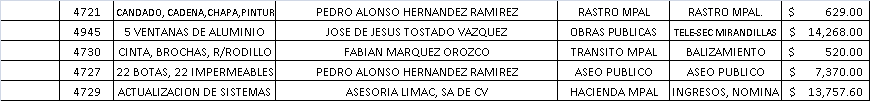 4721 CANDADO, CADENA,CHAPA,PINTUR PEDRO ALONSO HERNANDEZ RAMIREZ RASTRO MPAL RASTRO MPAL. $ 629.00
4945 5 VENTANAS DE ALUMINIO JOSE DE JESUS TOSTADO VAZQUEZ OBRAS PUBLICAS TELE-SEC MIRANDILLAS $ 14,268.00
4730 CINTA, BROCHAS, R/RODILLO FABIAN MARQUEZ OROZCO TRANSITO MPAL BALIZAMIENTO $ 520.00
4727 22 BOTAS, 22 IMPERMEABLES PEDRO ALONSO HERNANDEZ RAMIREZ ASEO PUBLICO ASEO PUBLICO $ 7,370.00
4729 ACTUALIZACION DE SISTEMAS ASESORIA LIMAC, SA DE CV HACIENDA MPAL INGRESOS, NOMINA $ 13,757.60